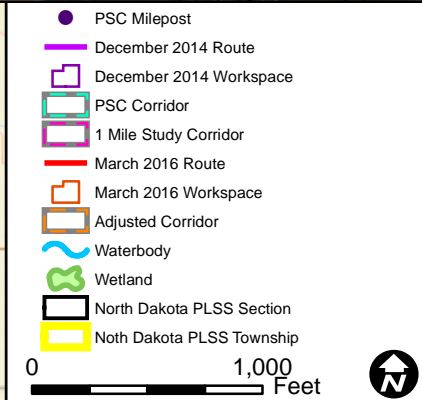 PSC Milepost
December 2014 Route
December 2014 Workspace
PSC Corridor
1 Mile Study Corridor
March 2016 Route
March 2016 Workspace
Adjusted Corridor
Waterbody
Wetland
North Dakota PLSS Section
Noth Dakota PLSS Township
0 1,000
Feet
N